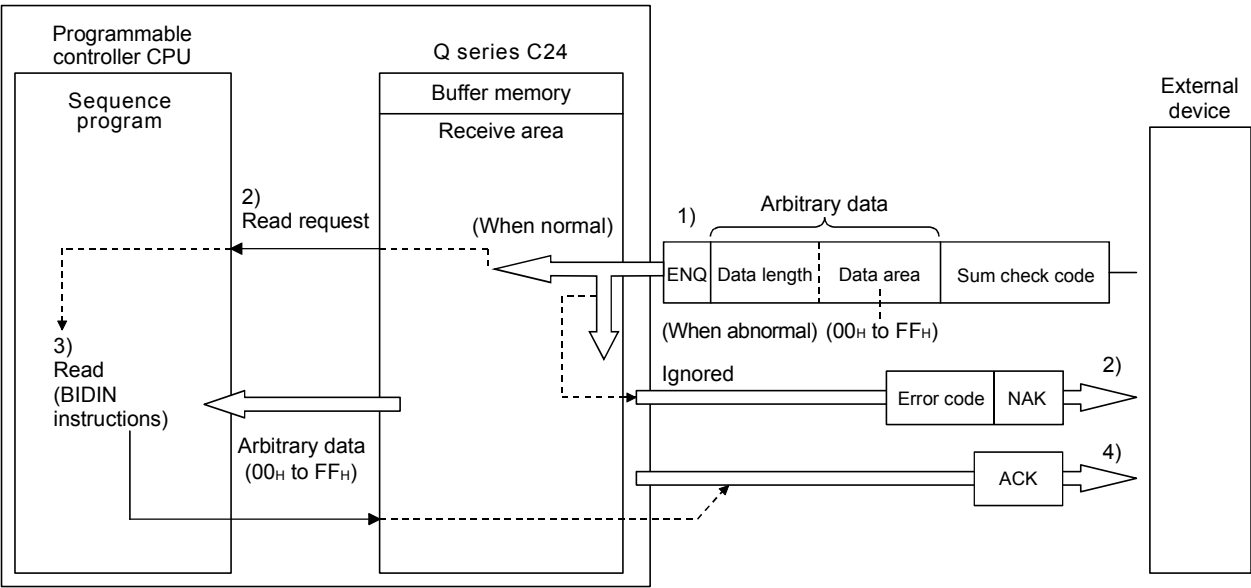 Programmable
controller CPU
Q series C24
Sequence
program
Buffer memory
Receive area
External
device
2)
Read request
(When normal)
1)
Arbitrary data
ENQ
Data length
Data area
Sum check code
(When abnormal)
(00H to FFH)
3)
Read
(BIDIN
instructions)
Ignored
Error code
NAK
2)
Arbitrary data
(00H to FFH)
ACK
4)